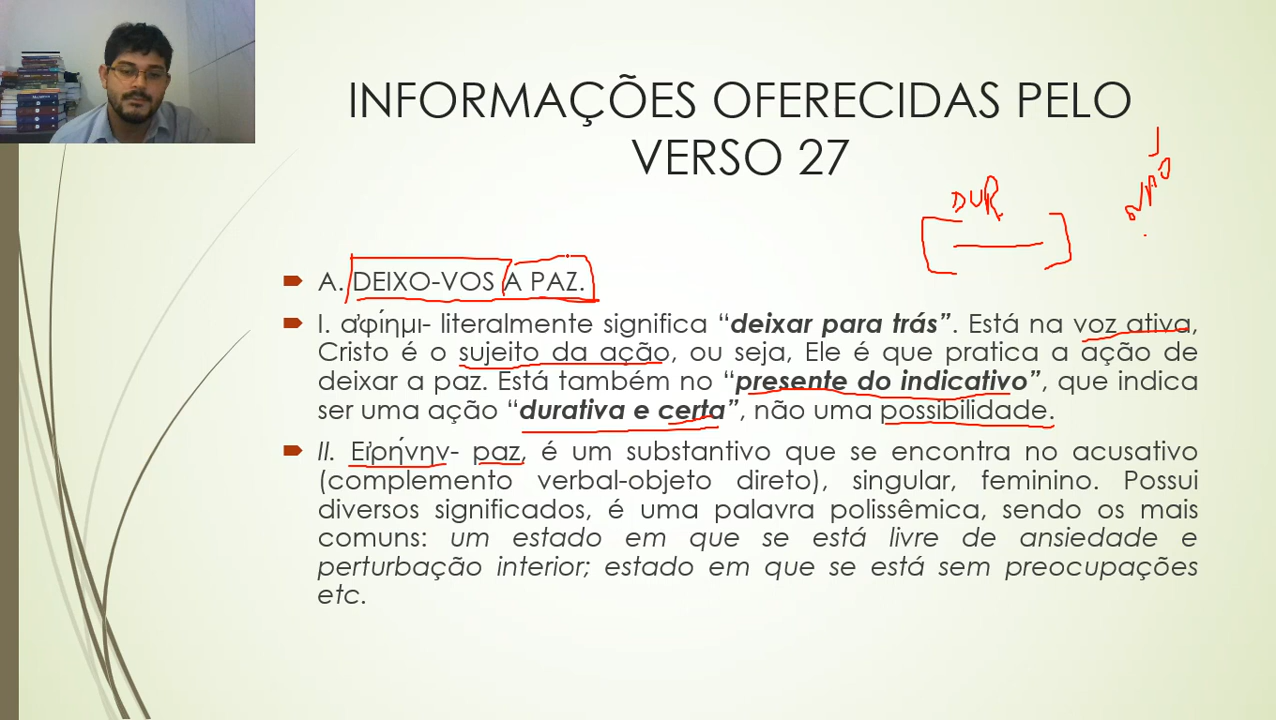 INFORMAÇÕES OFERECIDAS PELO
VERSO 27
DUR
NÃO
A. DEIXO-VOS A PAZ.
I. ἀφίημι- literalmente significa “deixar para trás”. Está na voz ativa,
Cristo é o sujeito da ação, ou seja, Ele é que pratica a ação de
deixar a paz. Está também no “presente do indicativo”, que indica
ser uma ação “durativa e certa”, não uma possibilidade.
II. Εἰρήνην- paz, é um substantivo que se encontra no acusativo
(complemento verbal-objeto direto), singular, feminino. Possui
diversos significados, é uma palavra polissêmica, sendo os mais
comuns: um estado em que se está livre de ansiedade e
perturbação interior; estado em que se está sem preocupações
etc.